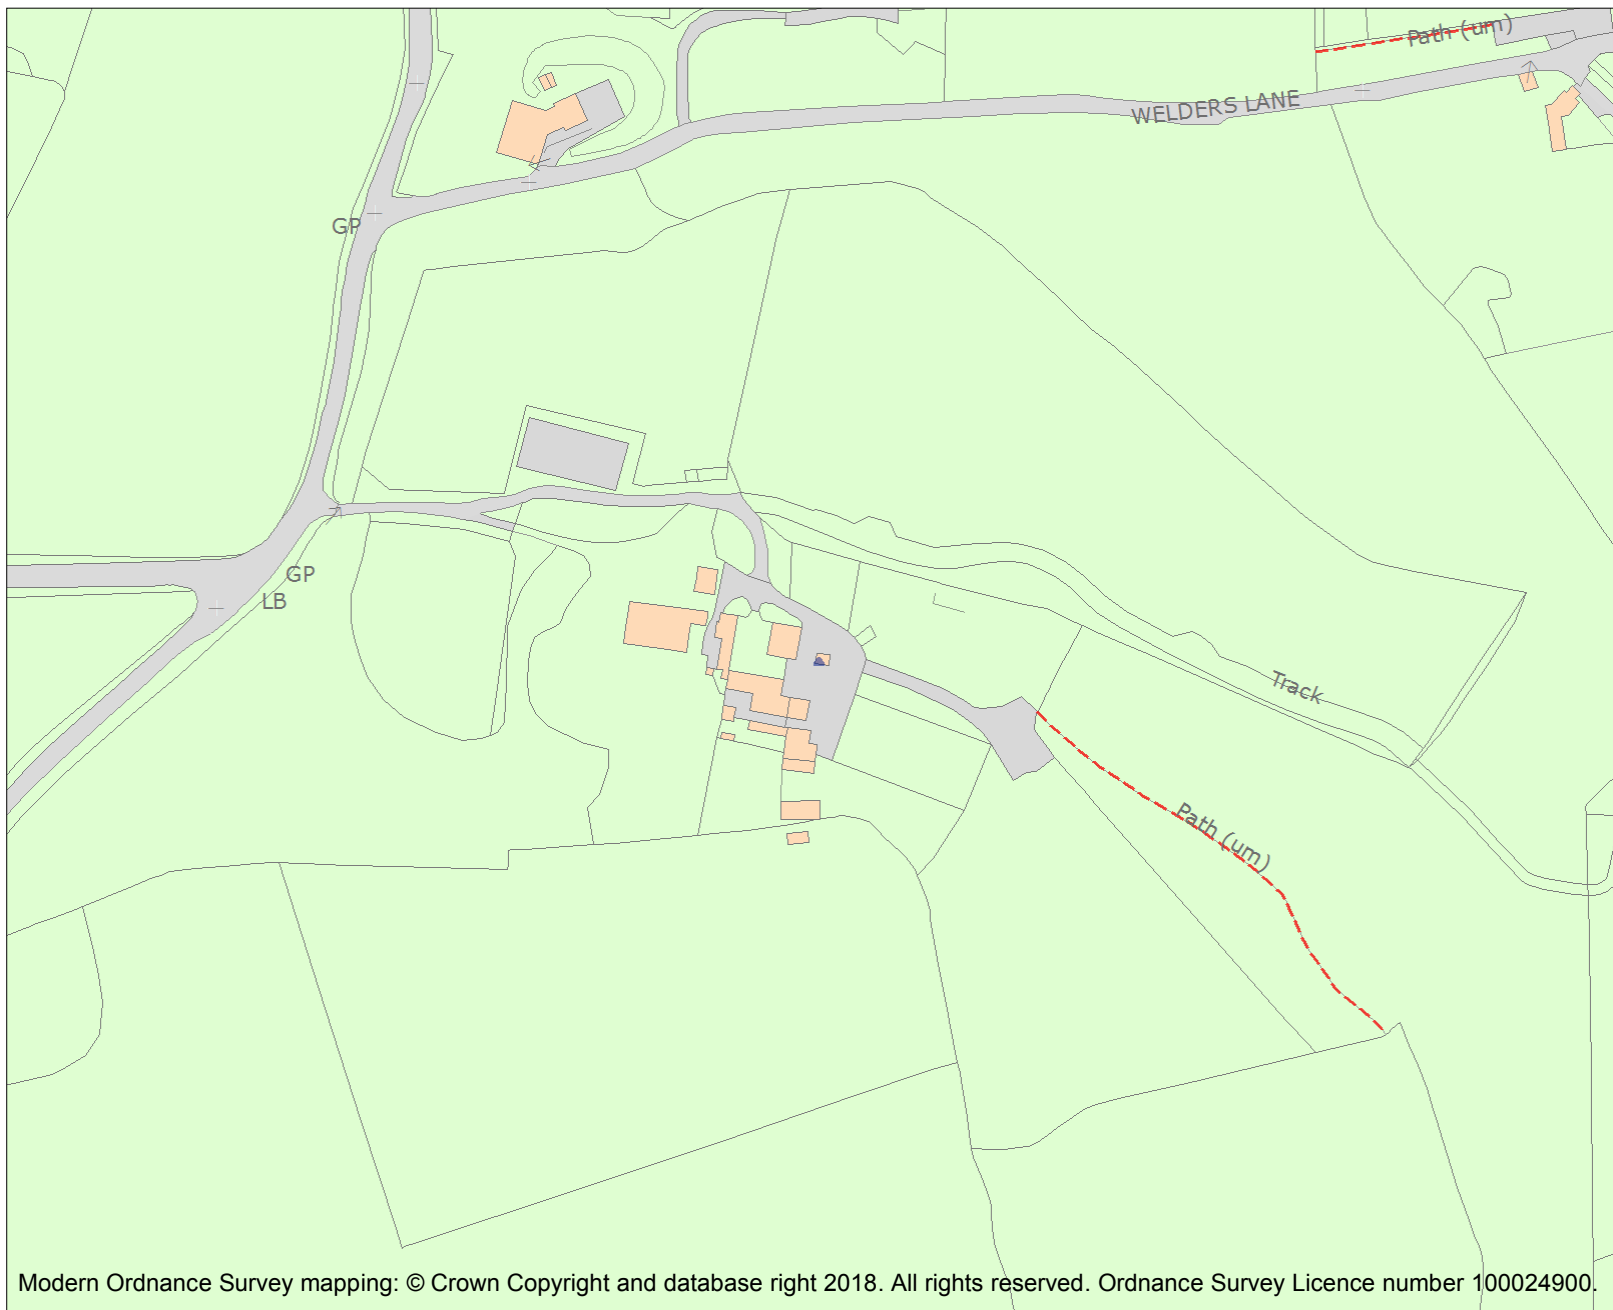 Path (um)
WELDERS LANE
GP
GP
LB
Track
Path (um)
Modern Ordnance Survey mapping: © Crown Copyright and database right 2018. All rights reserved. Ordnance Survey Licence number 100024900.